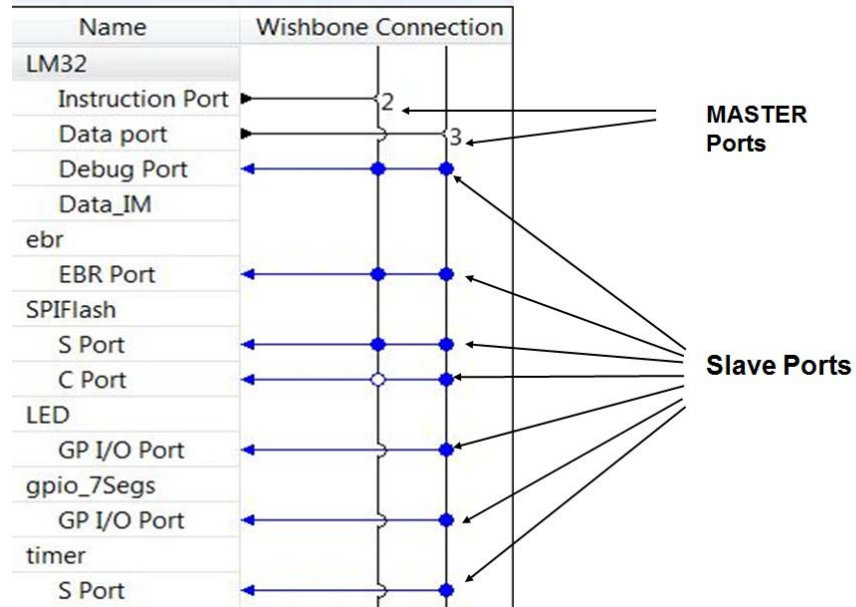 Name Wishbone Connection
LM32
Instruction Port 2
Data port 3
Debug Port
Data_IM
ebr
EBR Port
SPIFlash
S Port
C Port
LED
GP I/O Port
gpio_7Segs
GP I/O Port
timer
S Port
MASTER
Ports
Slave Ports